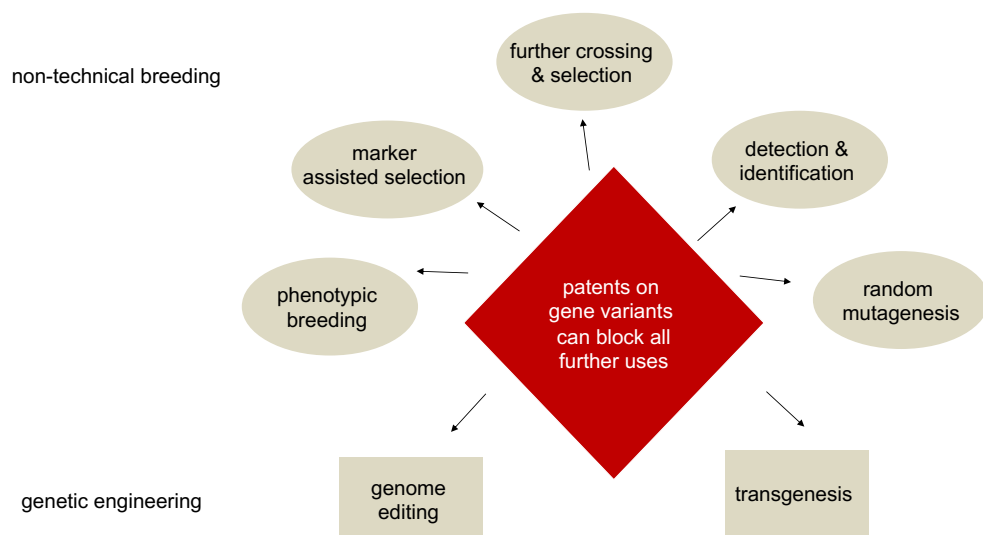 further crossing
& selection
non-technical breeding
marker
assisted selection
detection &
identification
phenotypic
breeding
patents on
gene variants
can block all
further uses
random
mutagenesis
genetic engineering
genome
editing
transgenesis